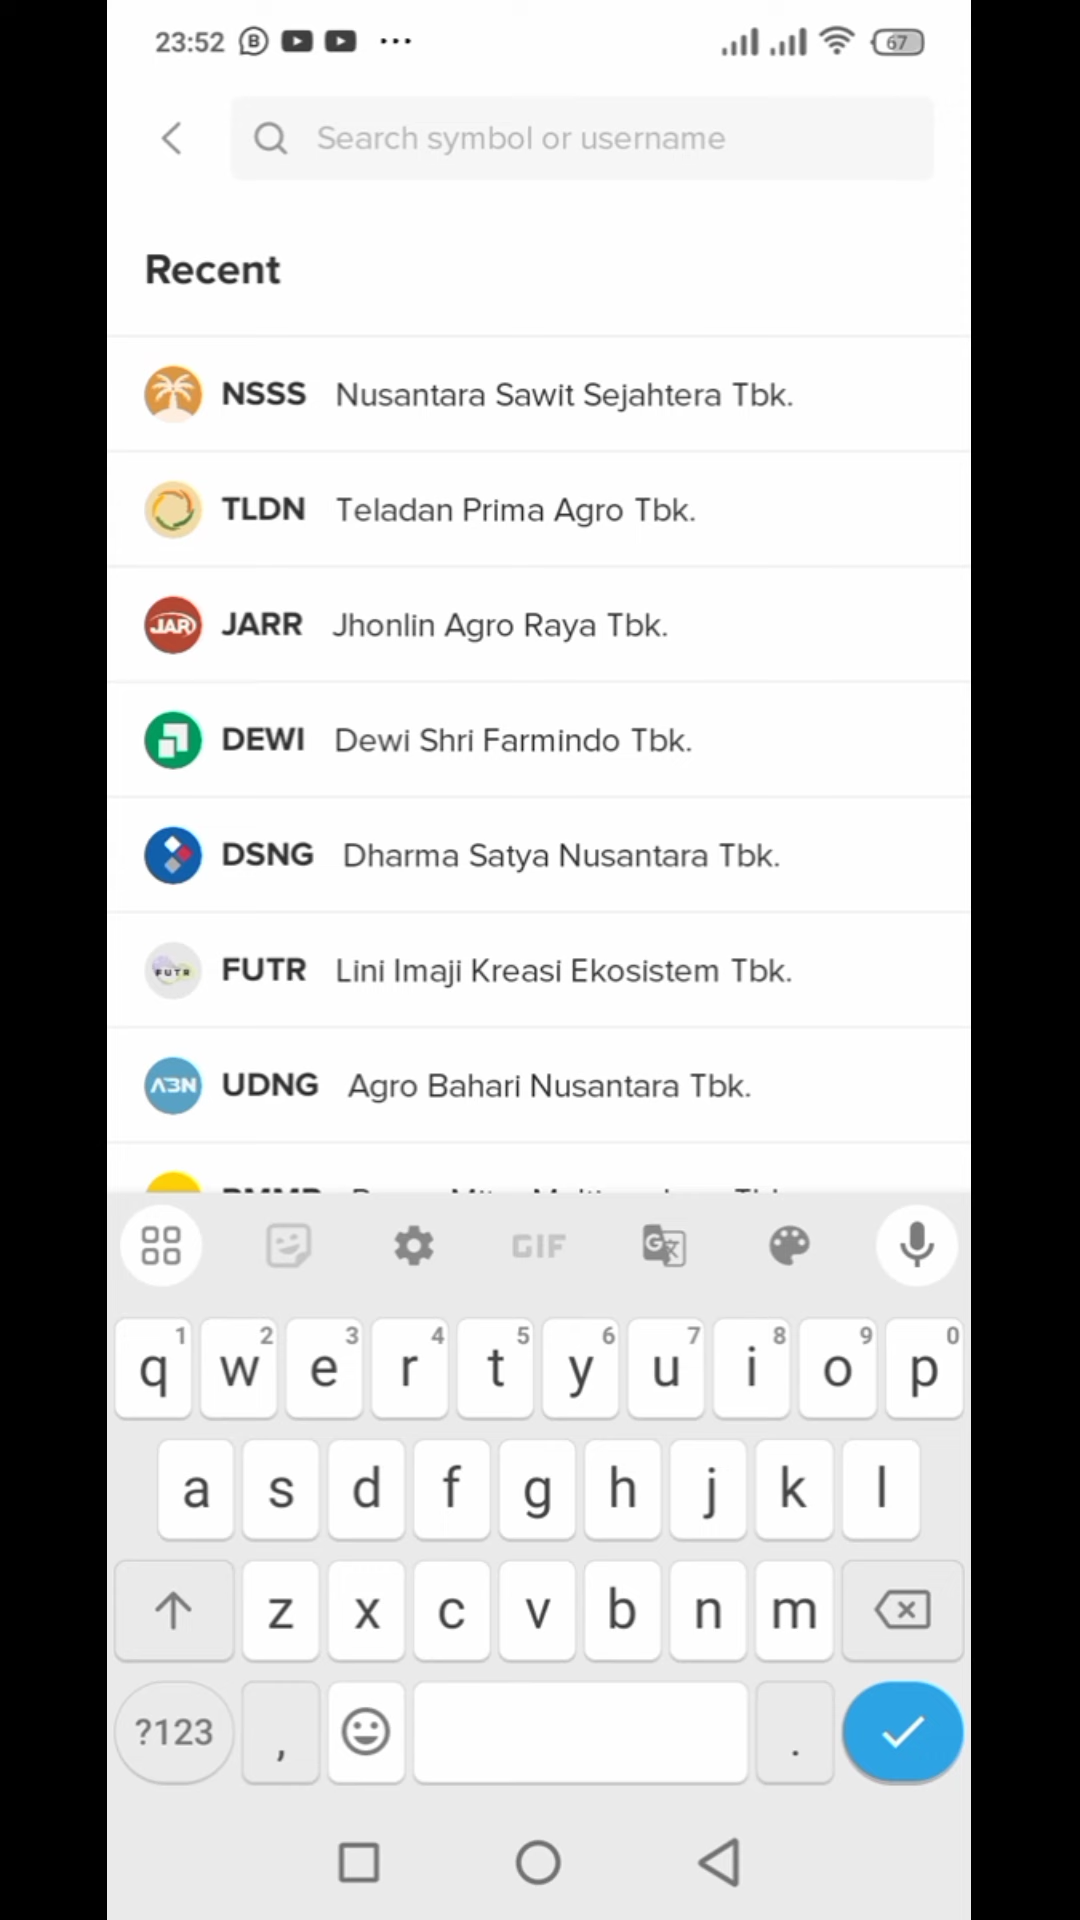 23:52
67
Search symbol or username
Recent
NSSS Nusantara Sawit Sejahtera Tbk.
TLDN Teladan Prima Agro Tbk.
JAR JARR Jhonlin Agro Raya Tbk.
DEWI Dewi Shri Farmindo Tbk.
DSNG Dharma Satya Nusantara Tbk.
FUTR FUTR Lini Imaji Kreasi Ekosistem Tbk.
ABN UDNG Agro Bahari Nusantara Tbk.
GIF
1 2 3 4 5 6 7 8 9 0
q w e r t y u i o p
a s d f g h j k l
z x c v b n m
?123 , .